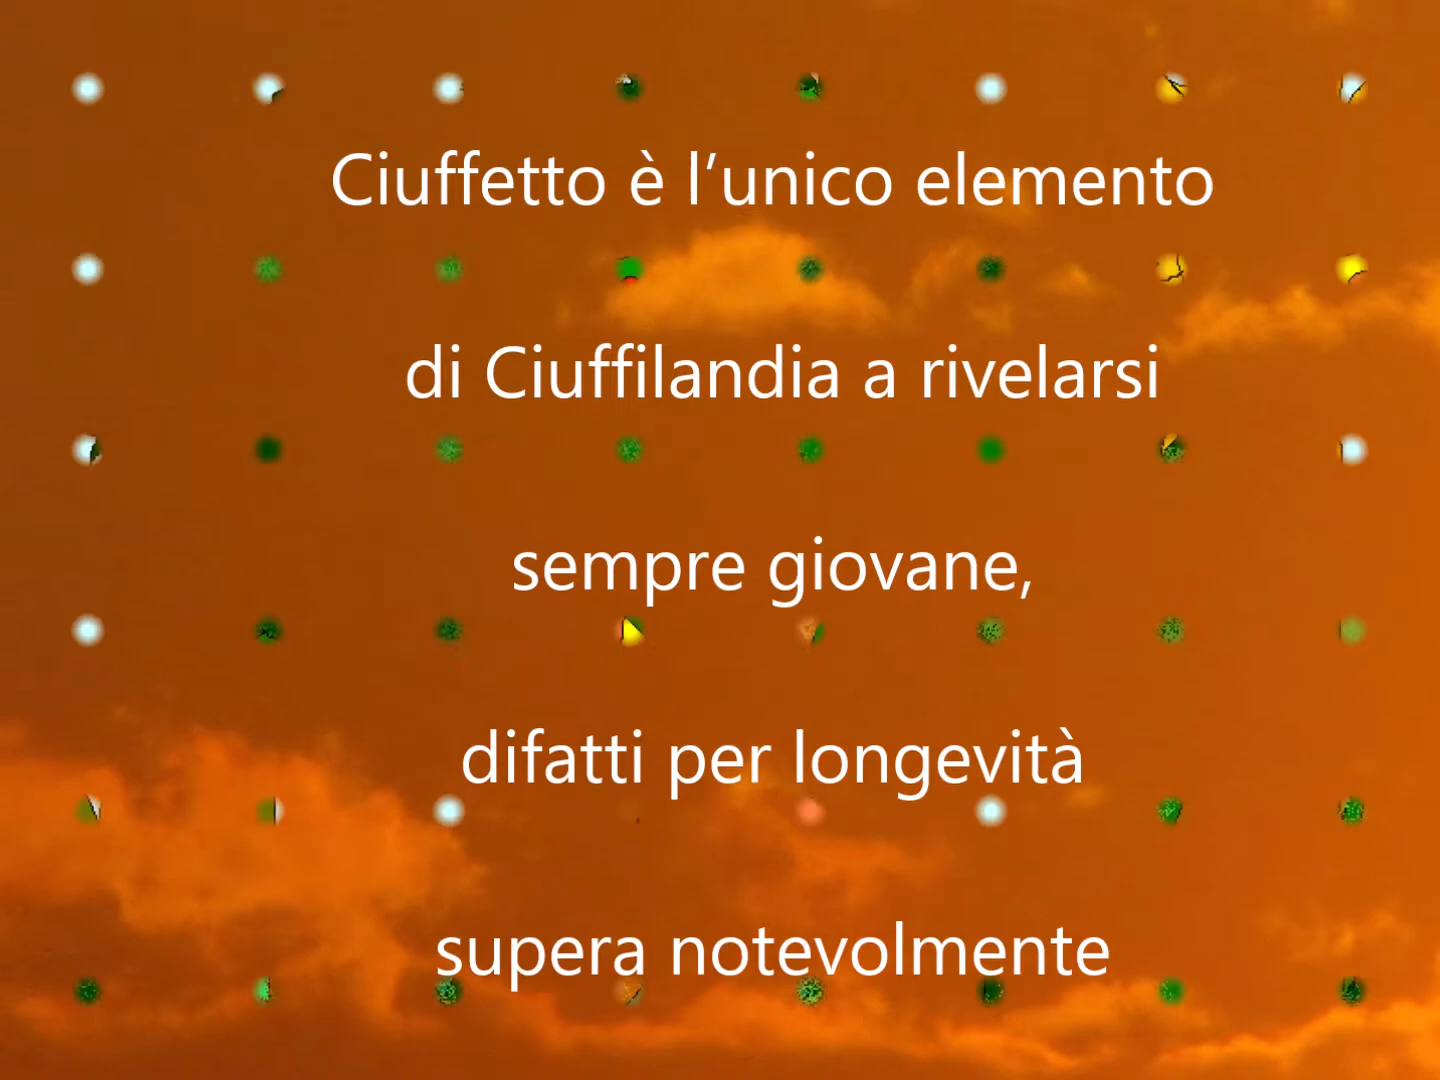 Ciuffetto è l’unico elemento
di Ciuffilandia a rivelarsi
sempre giovane,
difatti per longevità
supera notevolmente